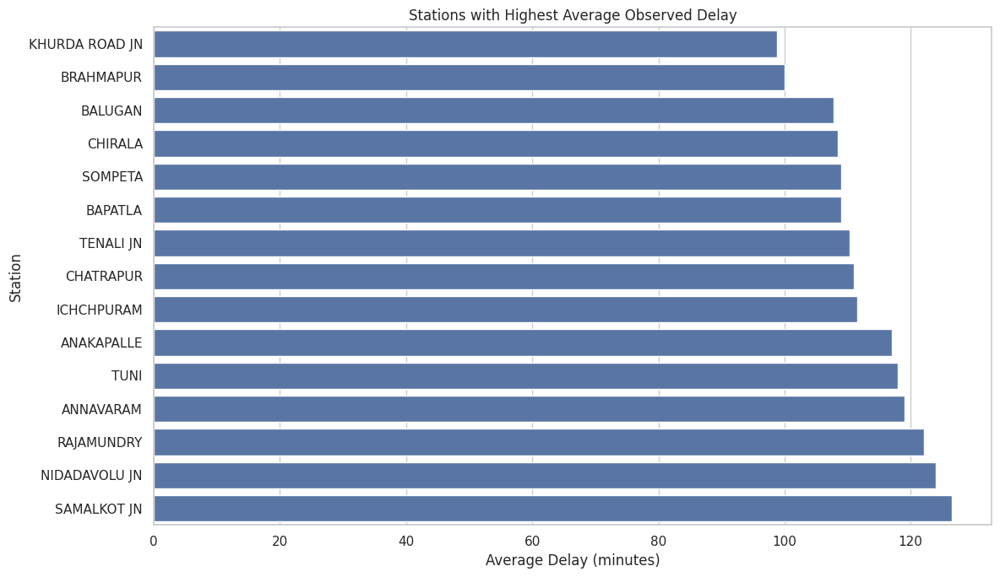 Stations with Highest Average Observed Delay
Station
KHURDA ROAD JN
BRAHMAPUR
BALUGAN
CHIRALA
SOMPETA
BAPATLA
TENALI JN
CHATRAPUR
ICHCHPURAM
ANAKAPALLE
TUNI
ANNAVARAM
RAJAMUNDRY
NIDADAVOLU JN
SAMALKOT JN
0 20 40 60 80 100 120
Average Delay (minutes)